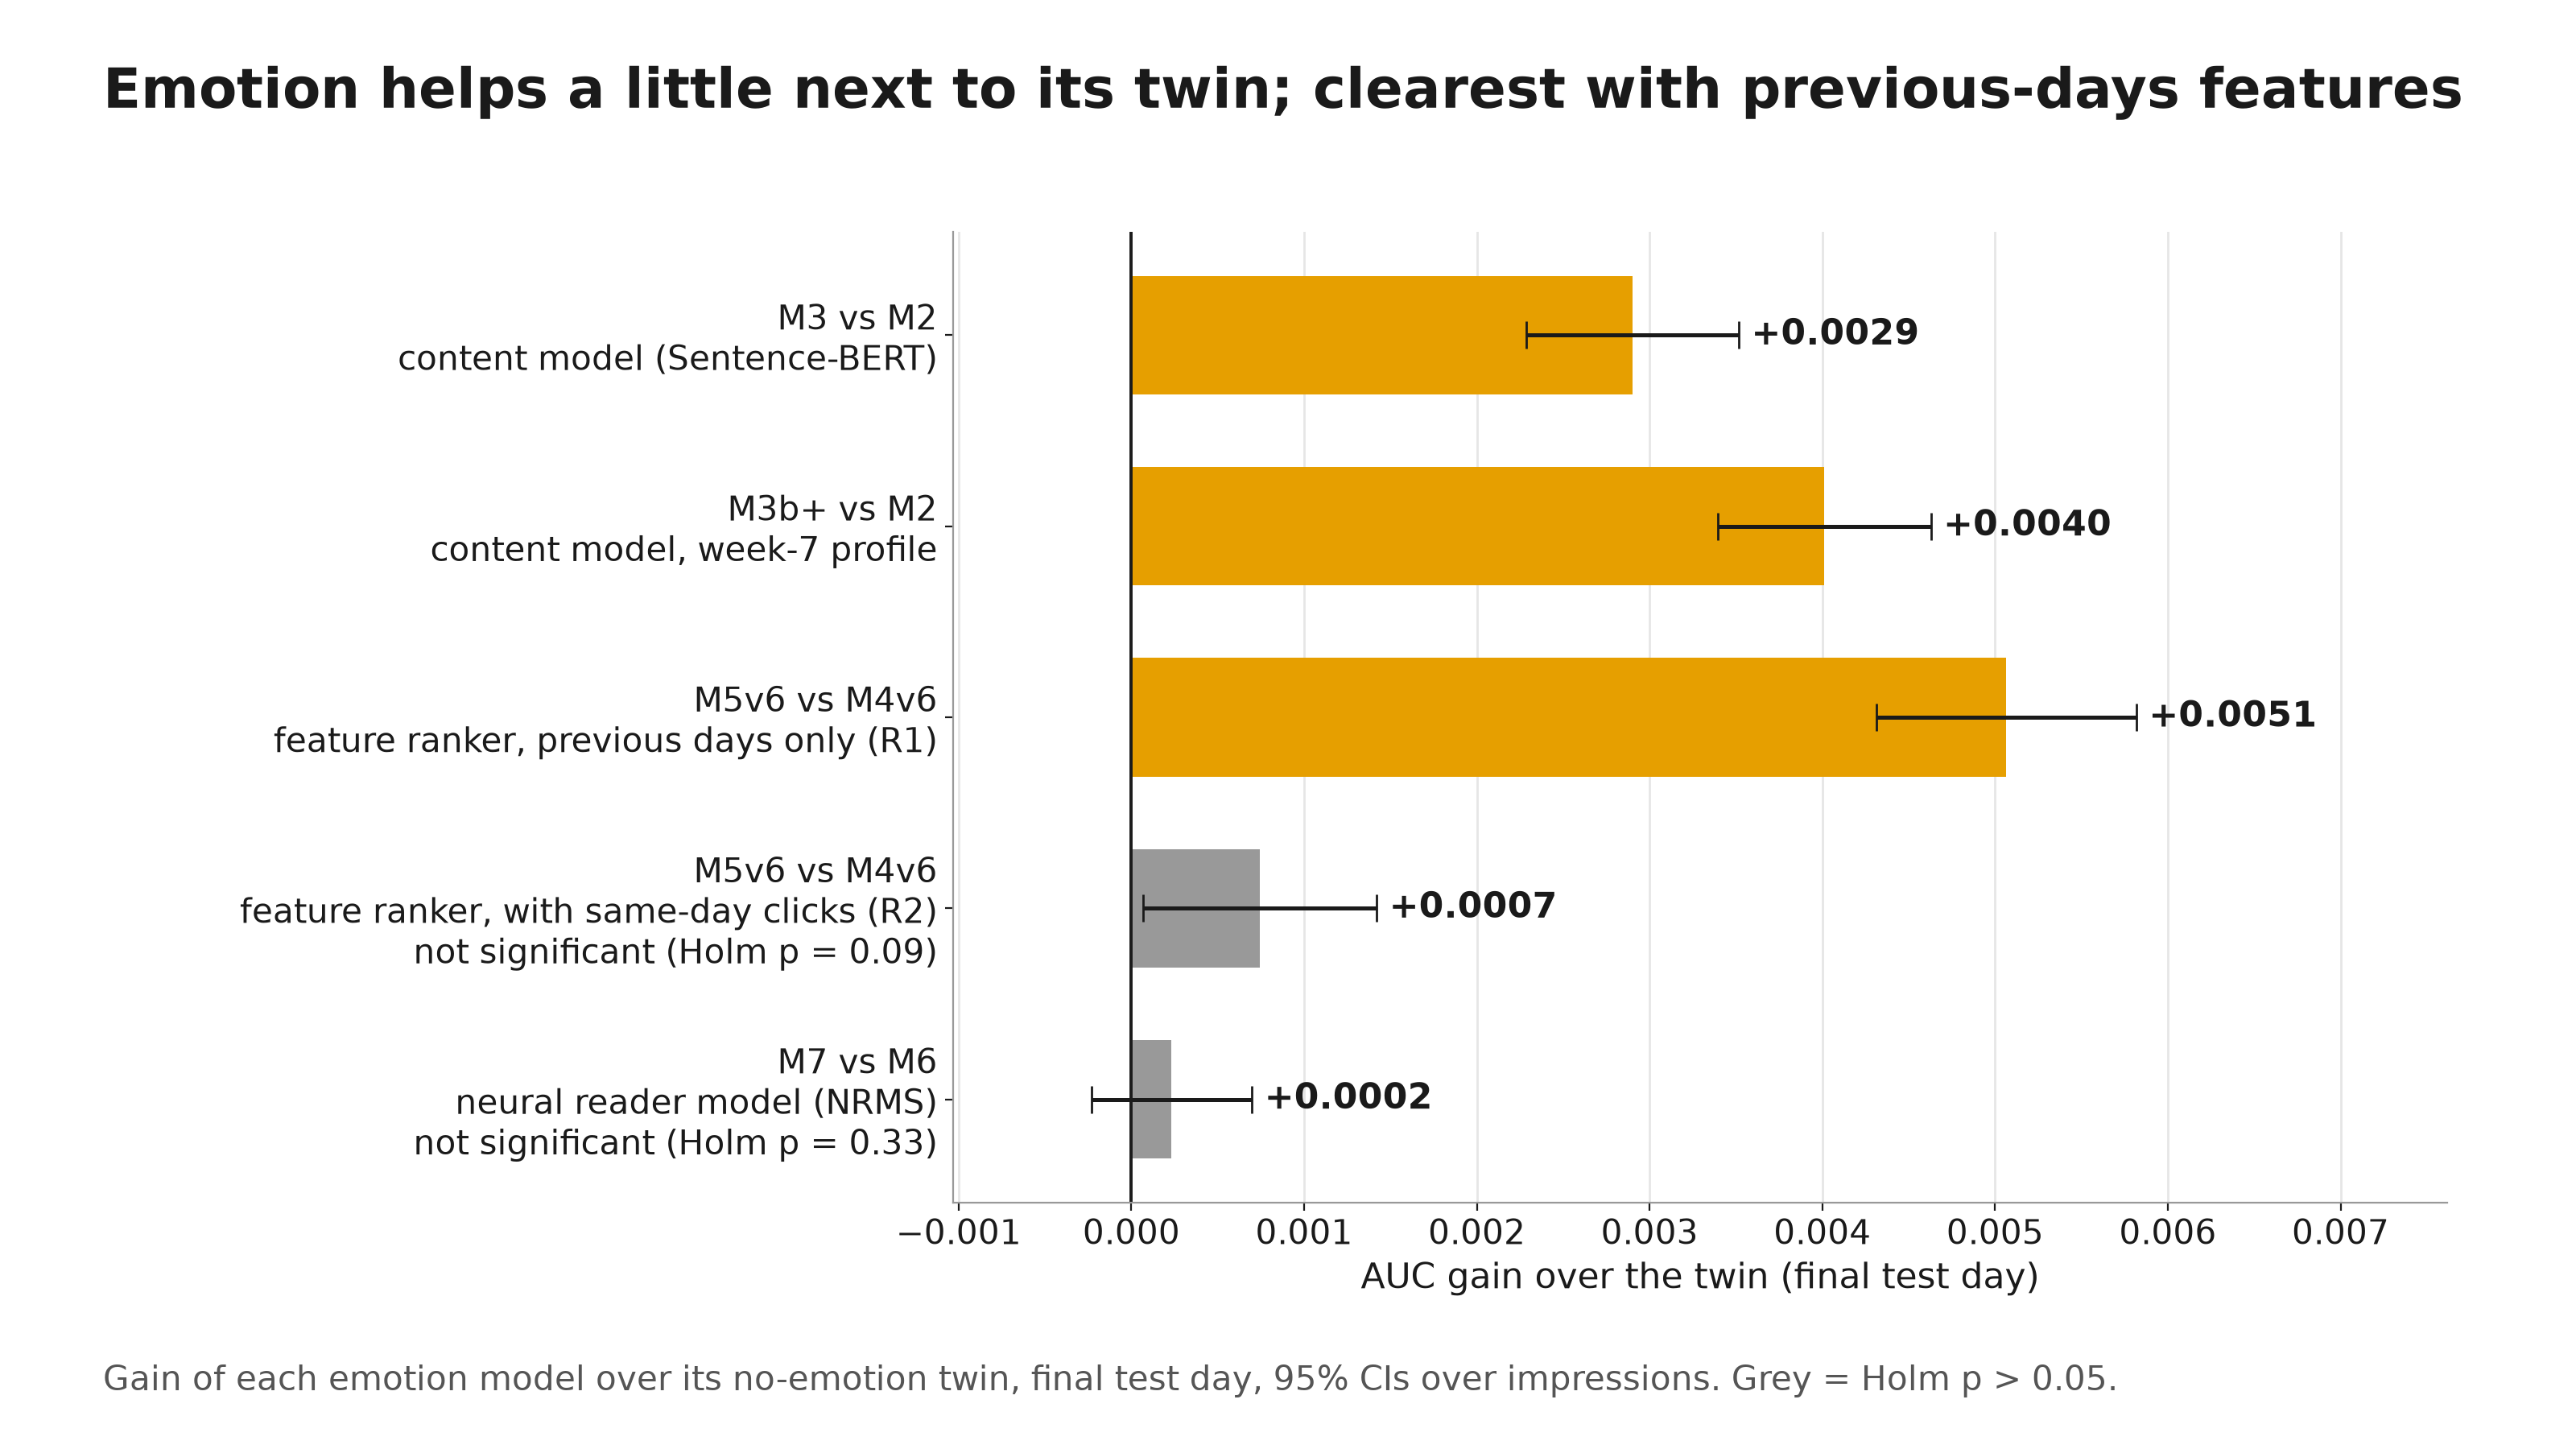 Emotion helps a little next to its twin; clearest with previous-days features
M3 vs M2
content model (Sentence-BERT)
+0.0029
M3b+ vs M2
content model, week-7 profile
+0.0040
M5v6 vs M4v6
feature ranker, previous days only (R1)
+0.0051
M5v6 vs M4v6
feature ranker, with same-day clicks (R2)
not significant (Holm p = 0.09)
+0.0007
M7 vs M6
neural reader model (NRMS)
not significant (Holm p = 0.33)
+0.0002
−0.001 0.000 0.001 0.002 0.003 0.004 0.005 0.006 0.007
AUC gain over the twin (final test day)
Gain of each emotion model over its no-emotion twin, final test day, 95% CIs over impressions. Grey = Holm p > 0.05.